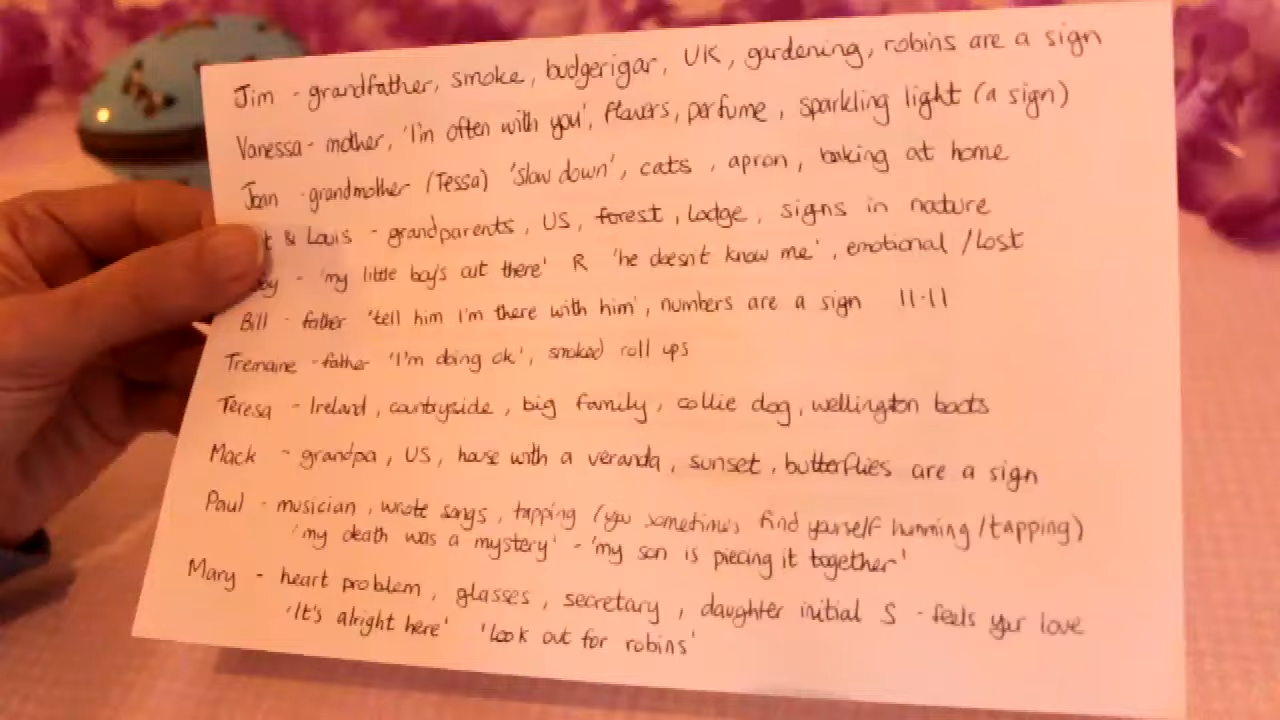 Jim - grandfather, smoke, budgerigar, UK, gardening, robins are a sign
Vanessa - mother, 'I'm often with you', flowers, perfume, sparkling light (a sign)
Joan - grandmother (Tessa) 'slow down', cats, apron, baking at home
& Louis - grandparents, US, forest, Lodge, signs in nature
- 'my little boy's out there' R 'he doesn't know me', emotional / Lost
Bill - father 'tell him I'm there with him', numbers are a sign 11.11
Tremaine - father 'I'm doing ok', smoked roll ups
Teresa - Ireland, countryside, big family, collie dog, wellington boots
Mack - grandpa, US, house with a veranda, sunset, butterflies are a sign
Paul - musician, wrote songs, tapping (you sometimes find yourself humming/tapping)
'my death was a mystery' - 'my son is piecing it together'
Mary - heart problem, glasses, secretary, daughter initial S - feels your love
'It's alright here' 'Look out for robins'